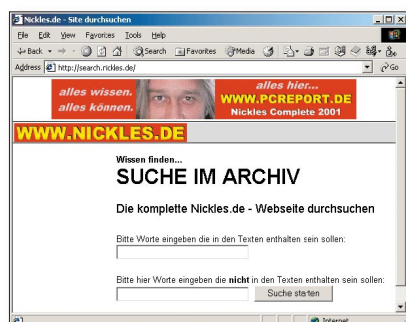 Nickles.de - Site durchsuchen
File Edit View Favorites Tools Help
Back Search Favorites Media
Address http://search.nickles.de/ Go
alles wissen. alles hier...
alles können. WWW.PCREPORT.DE
Nickles Complete 2001
WWW.NICKLES.DE
Wissen finden...
SUCHE IM ARCHIV
Die komplette Nickles.de - Webseite durchsuchen
Bitte Worte eingeben die in den Texten enthalten sein sollen:
Bitte hier Worte eingeben die nicht in den Texten enthalten sein sollen:
Suche starten
Internet